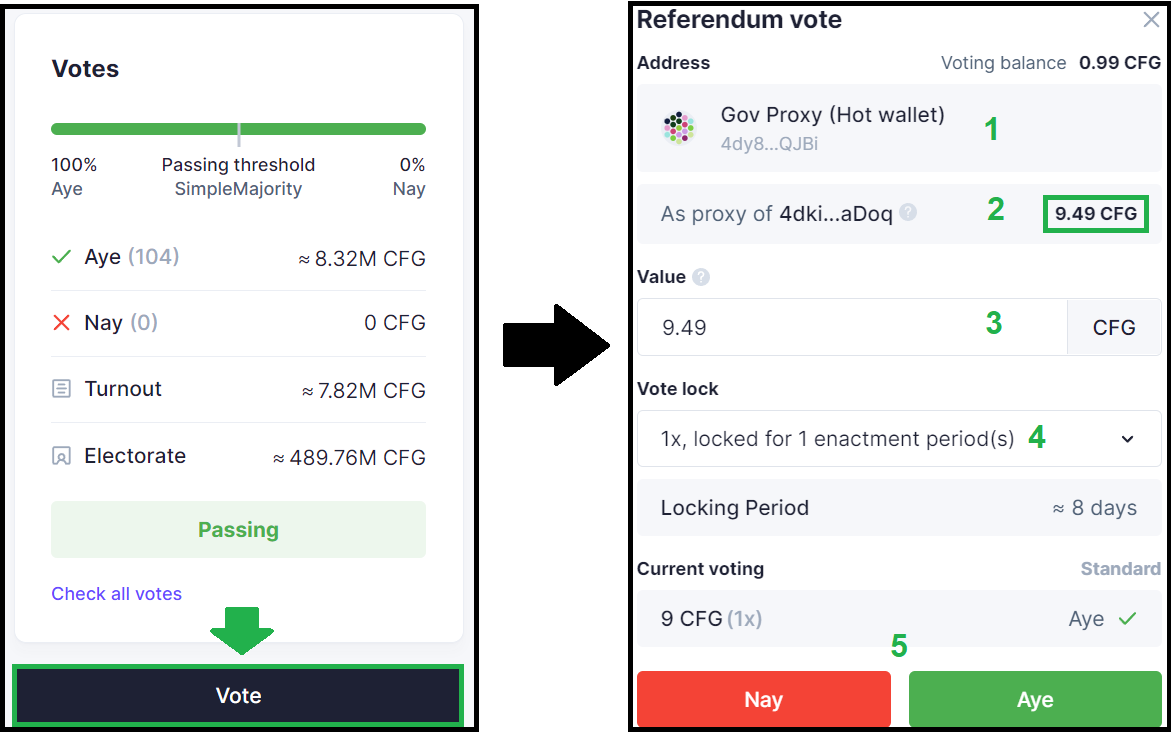 Votes
100% Passing threshold 0%
Aye SimpleMajority Nay
Aye (104) ≈ 8.32M CFG
Nay (0) 0 CFG
Turnout ≈ 7.82M CFG
Electorate ≈ 489.76M CFG
Passing
Check all votes
Vote
Referendum vote
Address Voting balance 0.99 CFG
Gov Proxy (Hot wallet) 1
4dy8...QJBi
As proxy of 4dki...aDoq ? 2 9.49 CFG
Value ?
9.49 3 CFG
Vote lock
1x, locked for 1 enactment period(s) 4
Locking Period ≈ 8 days
Current voting Standard
9 CFG (1x) Aye
5
Nay Aye